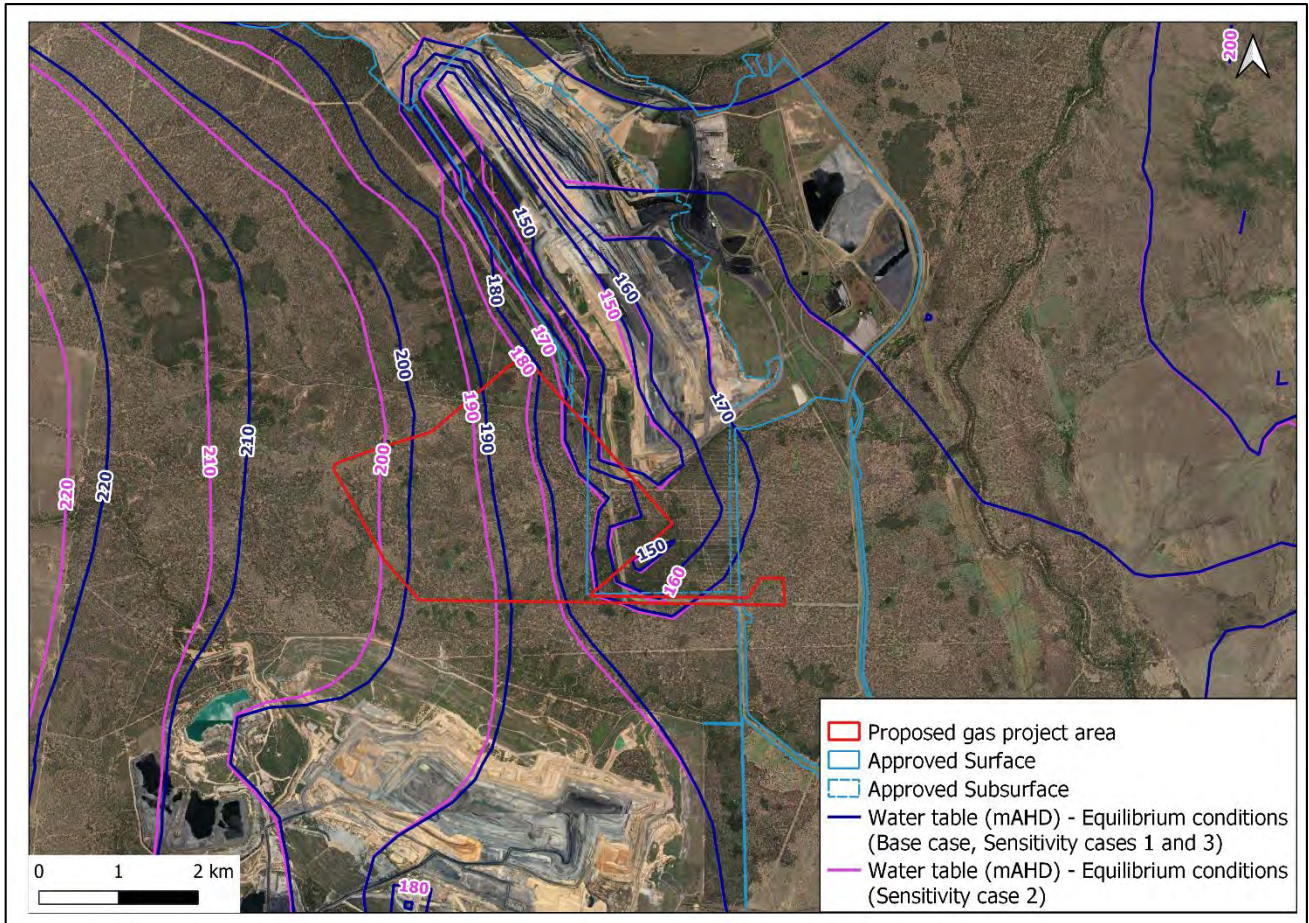 200
150
180
160
150
170
180
170
200
190
190
200
210
210
220
220
150
160
180
Proposed gas project area
Approved Surface
Approved Subsurface
Water table (mAHD) - Equilibrium conditions
(Base case, Sensitivity cases 1 and 3)
Water table (mAHD) - Equilibrium conditions
(Sensitivity case 2)
0 1 2 km